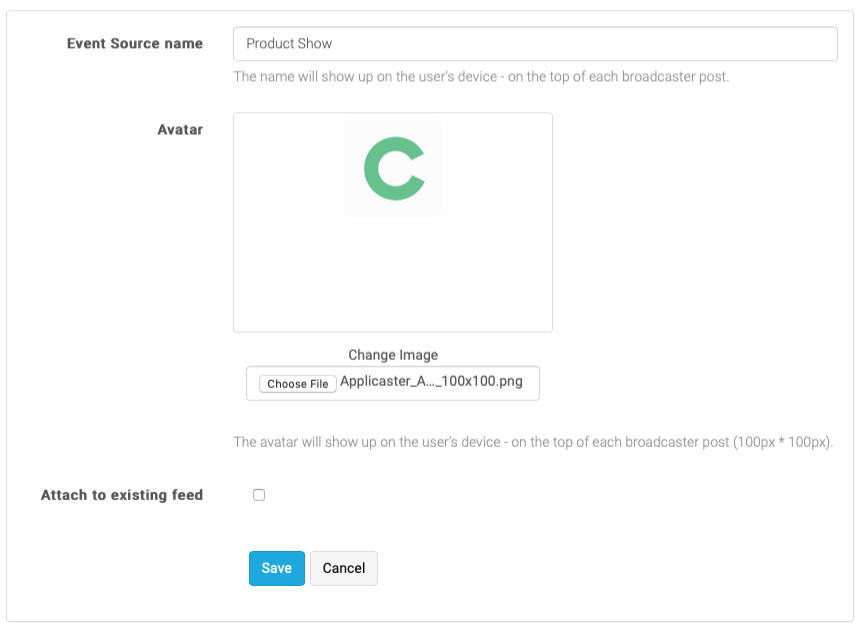 Event Source name
Product Show
The name will show up on the user's device - on the top of each broadcaster post.
Avatar
Change Image
Choose File Applicaster_A..._100x100.png
The avatar will show up on the user's device - on the top of each broadcaster post (100px * 100px).
Attach to existing feed
Save Cancel